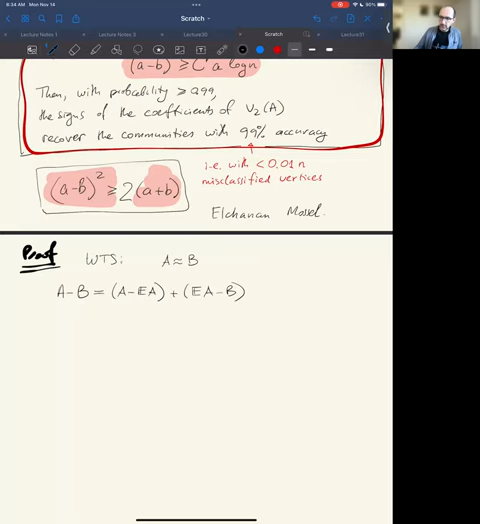 8:34 AM Mon Nov 14
90%
Scratch
Lecture Notes 1
Lecture Notes 3
Lecture30
Scratch
Lecture31
(a-b)² ≥ C'a log n
Then, with probability ≥ 0.99,
the signs of the coefficients of V₂(A)
recover the communities with 99% accuracy
i.e. with < 0.01 n
misclassified vertices
(a-b)² ≥ 2(a+b)
Elchanan Mossel.
Proof WTS: A ≈ B
A-B = (A-𝔼A) + (𝔼A-B)